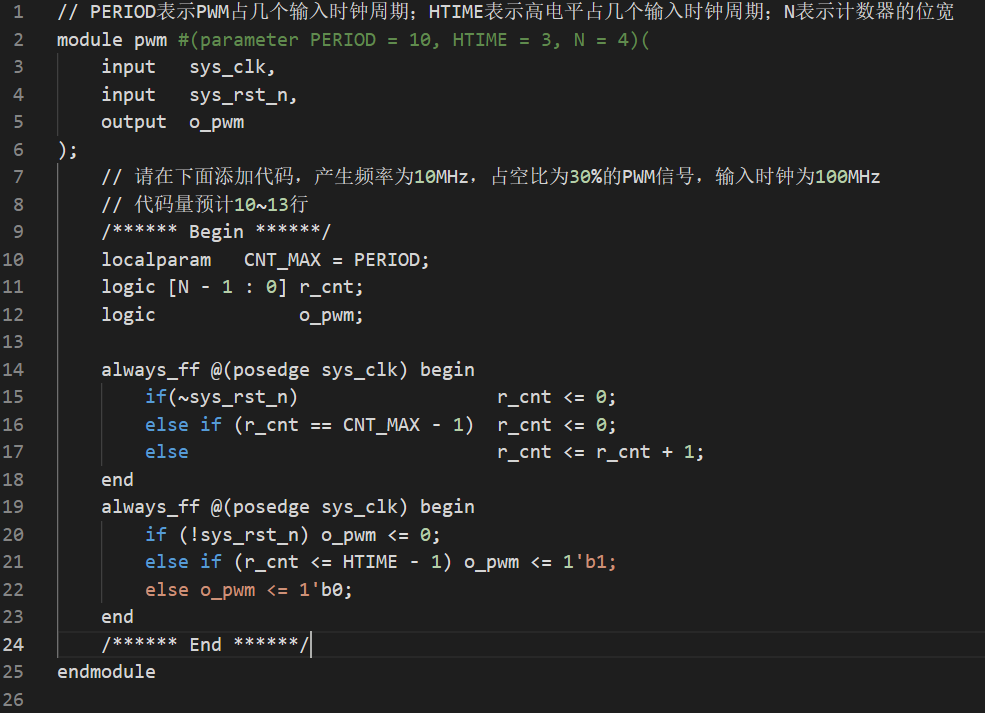 1 // PERIOD表示PWM占几个输入时钟周期；HTIME表示高电平占几个输入时钟周期；N表示计数器的位宽
2 module pwm #(parameter PERIOD = 10, HTIME = 3, N = 4)(
3 input sys_clk,
4 input sys_rst_n,
5 output o_pwm
6 );
7 // 请在下面添加代码，产生频率为10MHz，占空比为30%的PWM信号，输入时钟为100MHz
8 // 代码量预计10~13行
9 /****** Begin ******/
10 localparam CNT_MAX = PERIOD;
11 logic [N - 1 : 0] r_cnt;
12 logic o_pwm;
13
14 always_ff @(posedge sys_clk) begin
15 if(~sys_rst_n) r_cnt <= 0;
16 else if (r_cnt == CNT_MAX - 1) r_cnt <= 0;
17 else r_cnt <= r_cnt + 1;
18 end
19 always_ff @(posedge sys_clk) begin
20 if (!sys_rst_n) o_pwm <= 0;
21 else if (r_cnt <= HTIME - 1) o_pwm <= 1'b1;
22 else o_pwm <= 1'b0;
23 end
24 /****** End ******/
25 endmodule
26